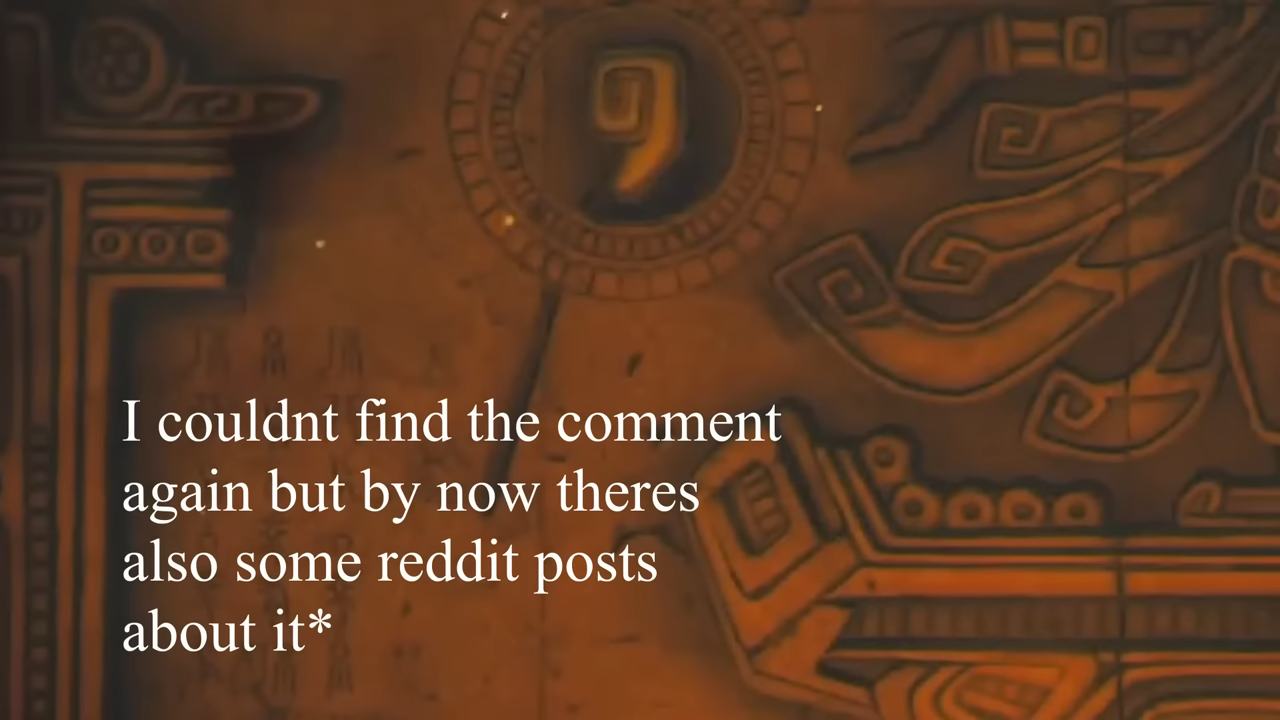 I couldnt find the comment
again but by now theres
also some reddit posts
about it*